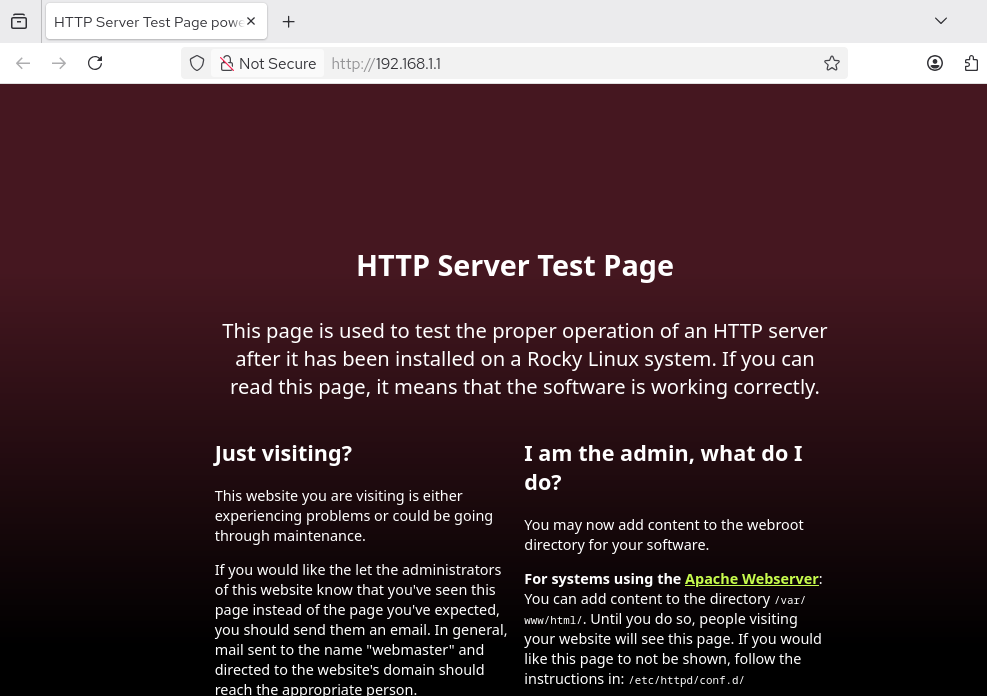 HTTP Server Test Page powe
Not Secure
http://192.168.1.1
HTTP Server Test Page
This page is used to test the proper operation of an HTTP server
after it has been installed on a Rocky Linux system. If you can
read this page, it means that the software is working correctly.
Just visiting?
This website you are visiting is either
experiencing problems or could be going
through maintenance.
If you would like the let the administrators
of this website know that you've seen this
page instead of the page you've expected,
you should send them an email. In general,
mail sent to the name "webmaster" and
directed to the website's domain should
reach the appropriate person.
I am the admin, what do I
do?
You may now add content to the webroot
directory for your software.
For systems using the Apache Webserver:
You can add content to the directory /var/
www/html/. Until you do so, people visiting
your website will see this page. If you would
like this page to not be shown, follow the
instructions in: /etc/httpd/conf.d/